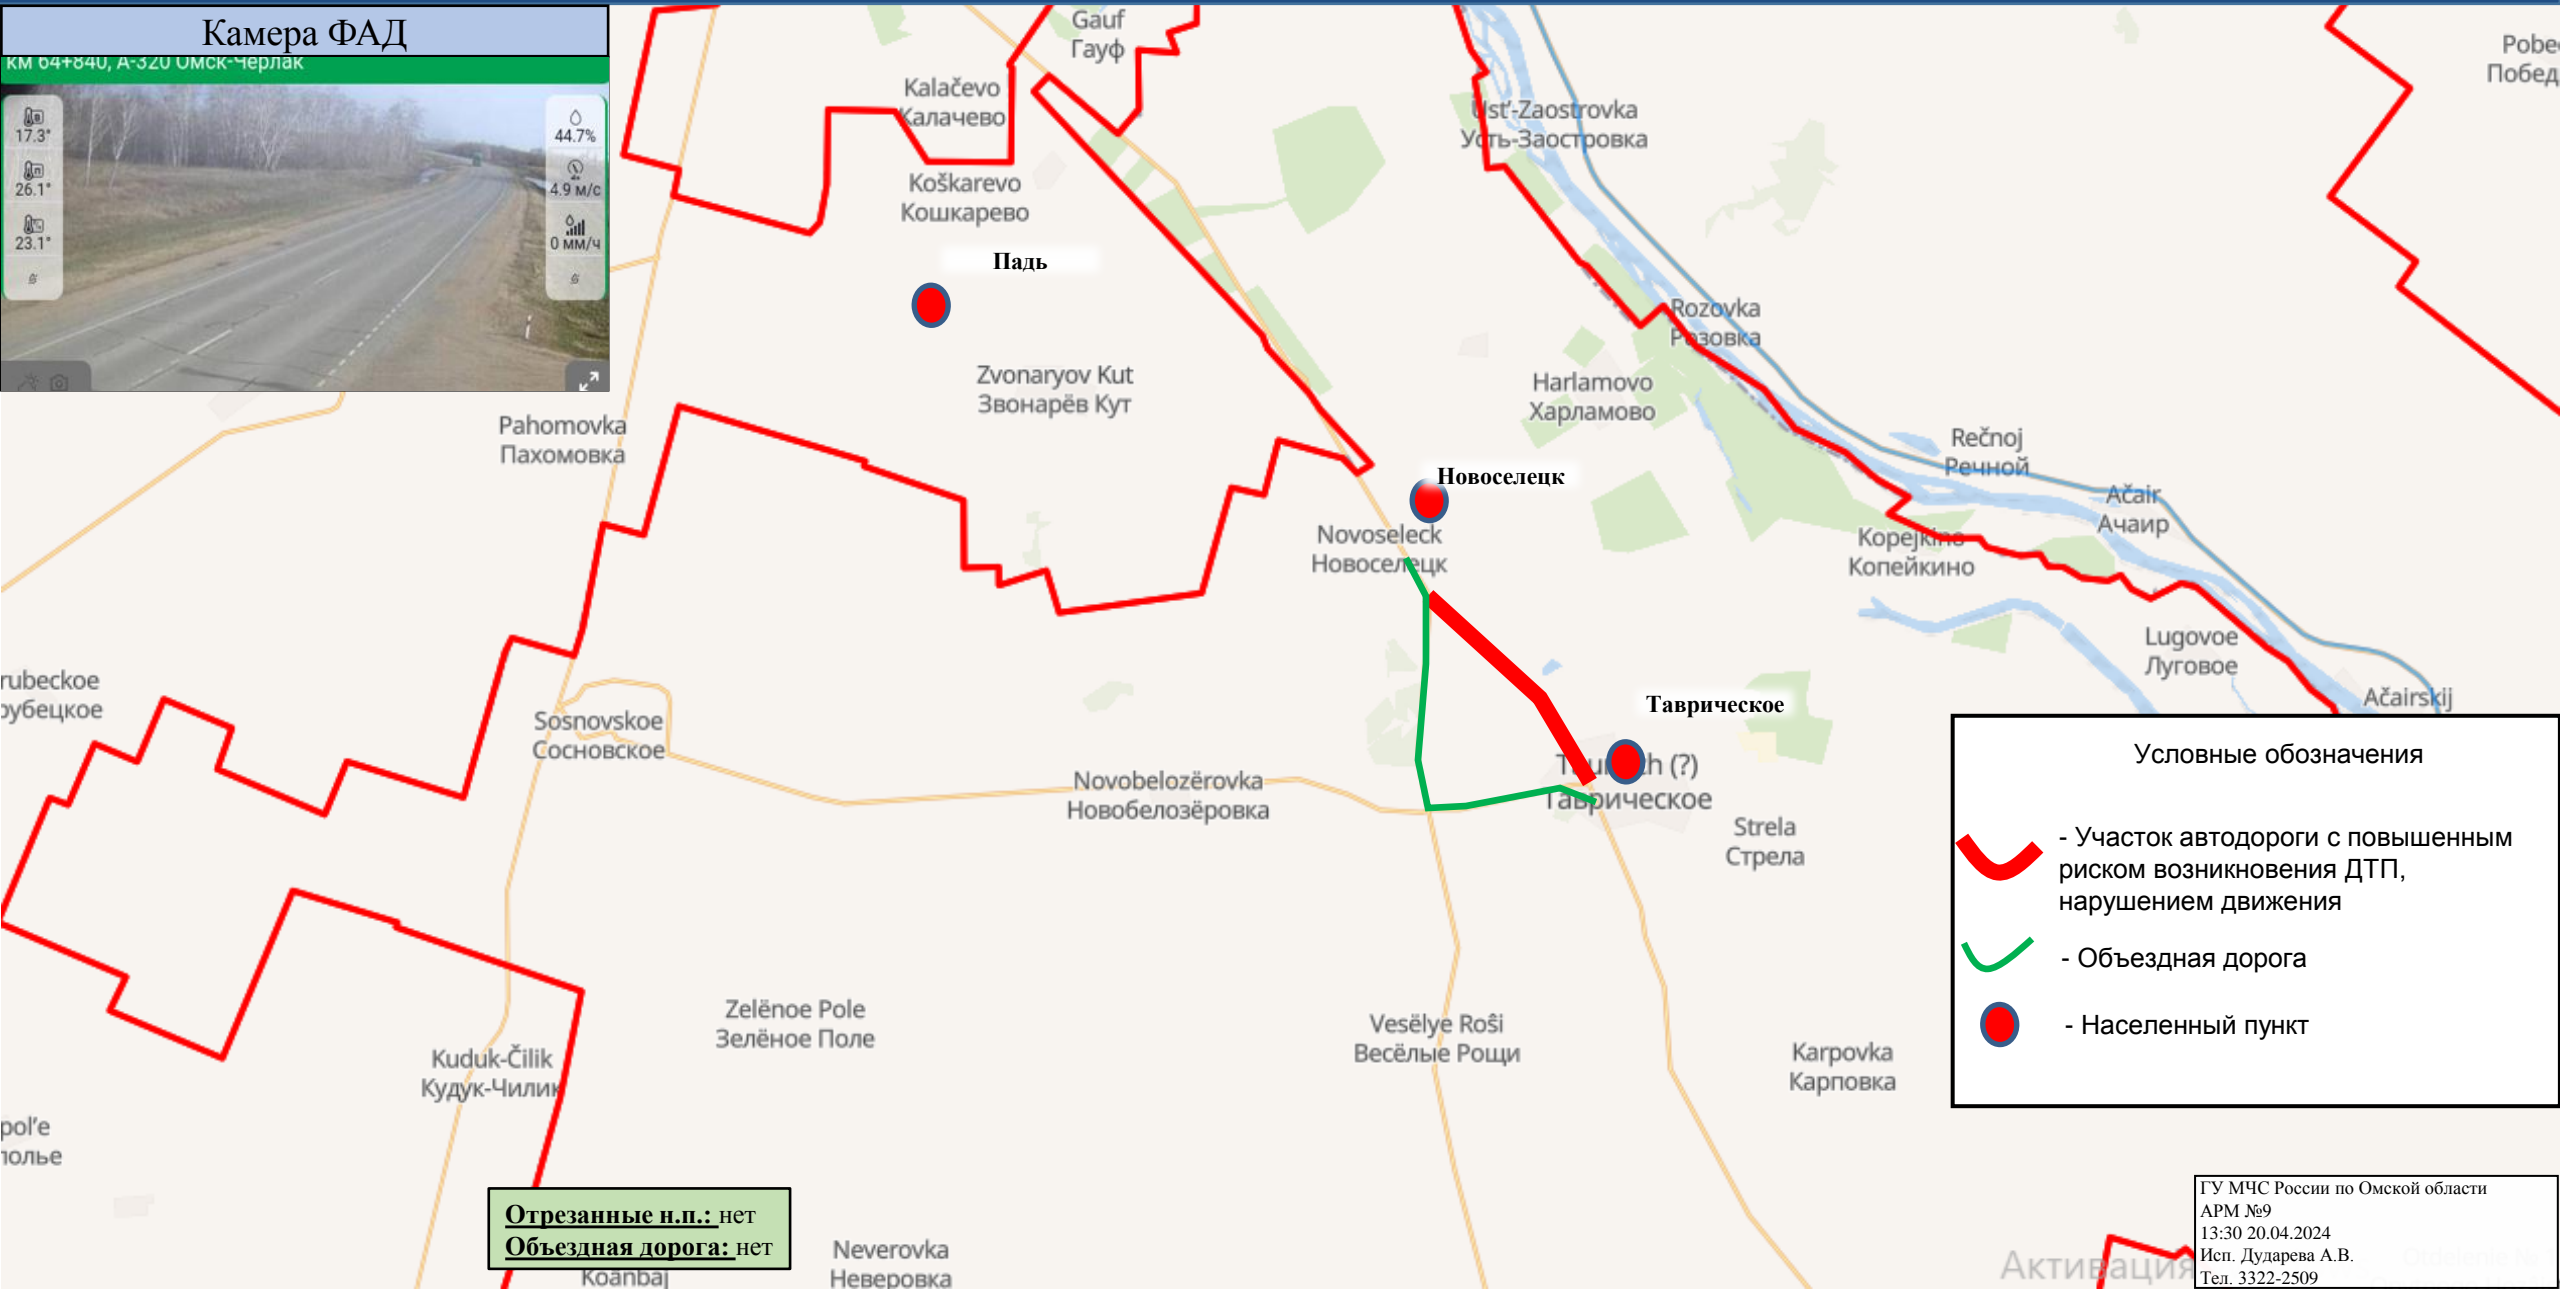 Камера ФАД
км 64+840, А-320 Омск-Черлак
17.3°
26.1°
23.1°
44.7%
4.9 м/с
0 мм/ч
Gauf
Гауф
Kalačevo
Калачево
Koškarevo
Кошкарево
Падь
Ust'-Zaostrovka
Усть-Заостровка
Rozovka
Розовка
Zvonaryov Kut
Звонарёв Кут
Harlamovo
Харламово
Pahomovka
Пахомовка
Rečnoj
Речной
Новоселецк
Ačair
Ачаир
Novoseleck
Новоселецк
Kopejkino
Копейкино
Lugovoe
Луговое
rubeckoe
рубецкое
Ačairskij
Sosnovskoe
Сосновское
Таврическое
Novobelozërovka
Новобелозёровка
(?)
Таврическое
Strela
Стрела
Условные обозначения
- Участок автодороги с повышенным
риском возникновения ДТП,
нарушением движения
- Объездная дорога
- Населенный пункт
Zelënoe Pole
Зелёное Поле
Vesëlye Roŝi
Весёлые Рощи
Kuduk-Čilik
Кудук-Чилик
Karpovka
Карповка
pol'e
полье
Отрезанные н.п.: нет
Объездная дорога: нет
Koânbaj
Neverovka
Неверовка
Активация
ГУ МЧС России по Омской области
АРМ №9
13:30 20.04.2024
Исп. Дударева А.В.
Тел. 3322-2509